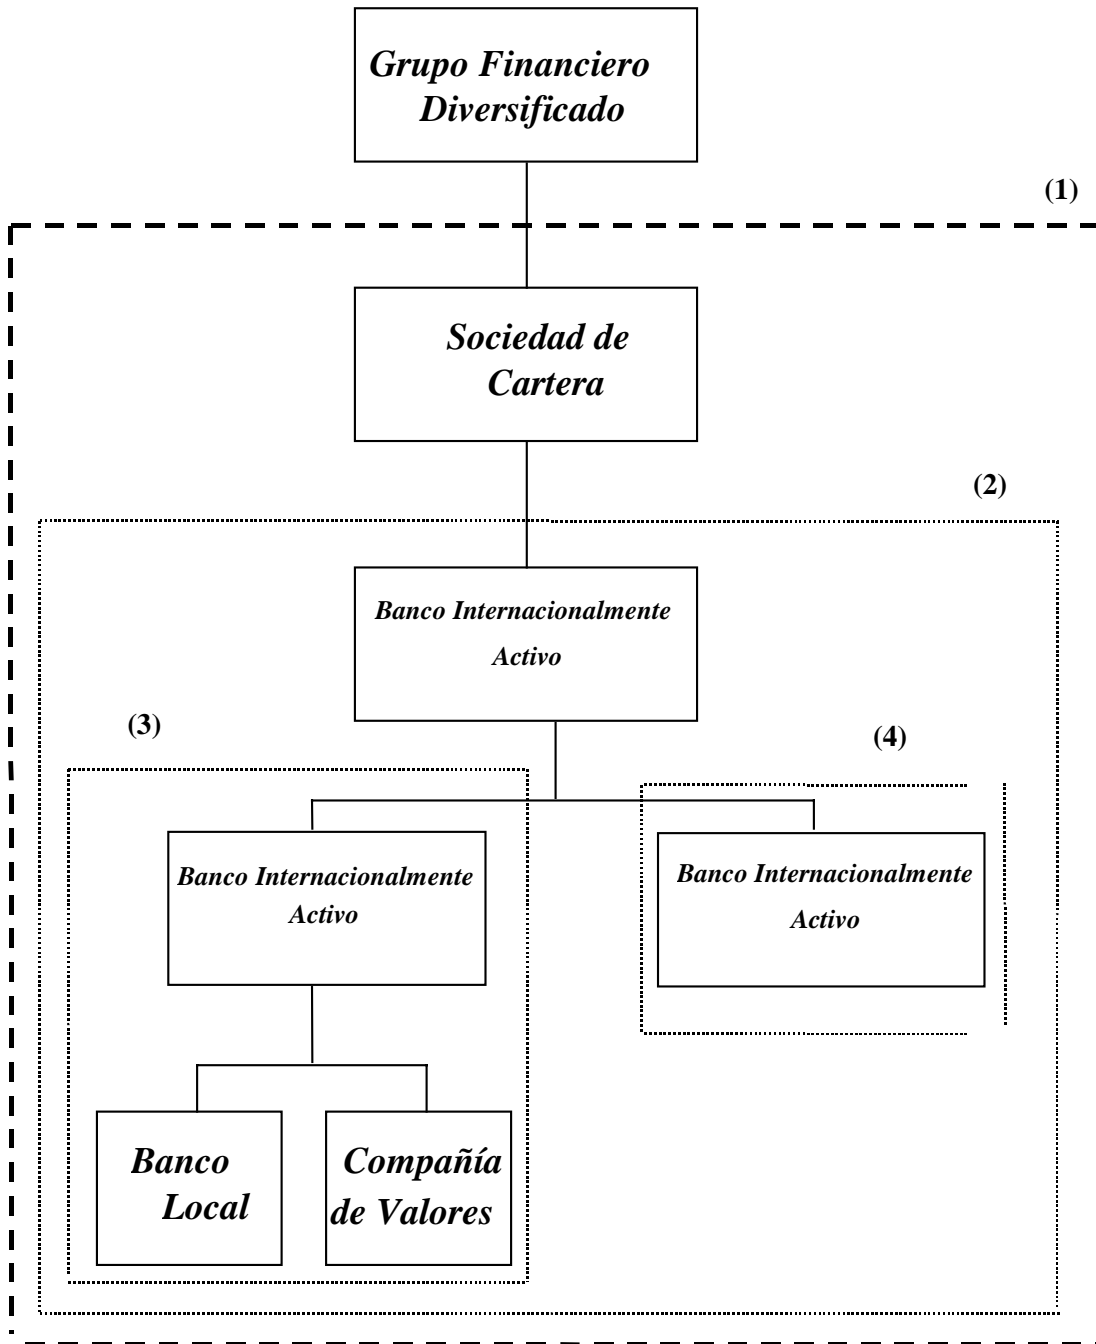 Grupo Financiero
Diversificado
(1)
Sociedad de
Cartera
(2)
Banco Internacionalmente
Activo
(3)
(4)
Banco Internacionalmente
Activo
Banco Internacionalmente
Activo
Banco
Local
Compañía
de Valores